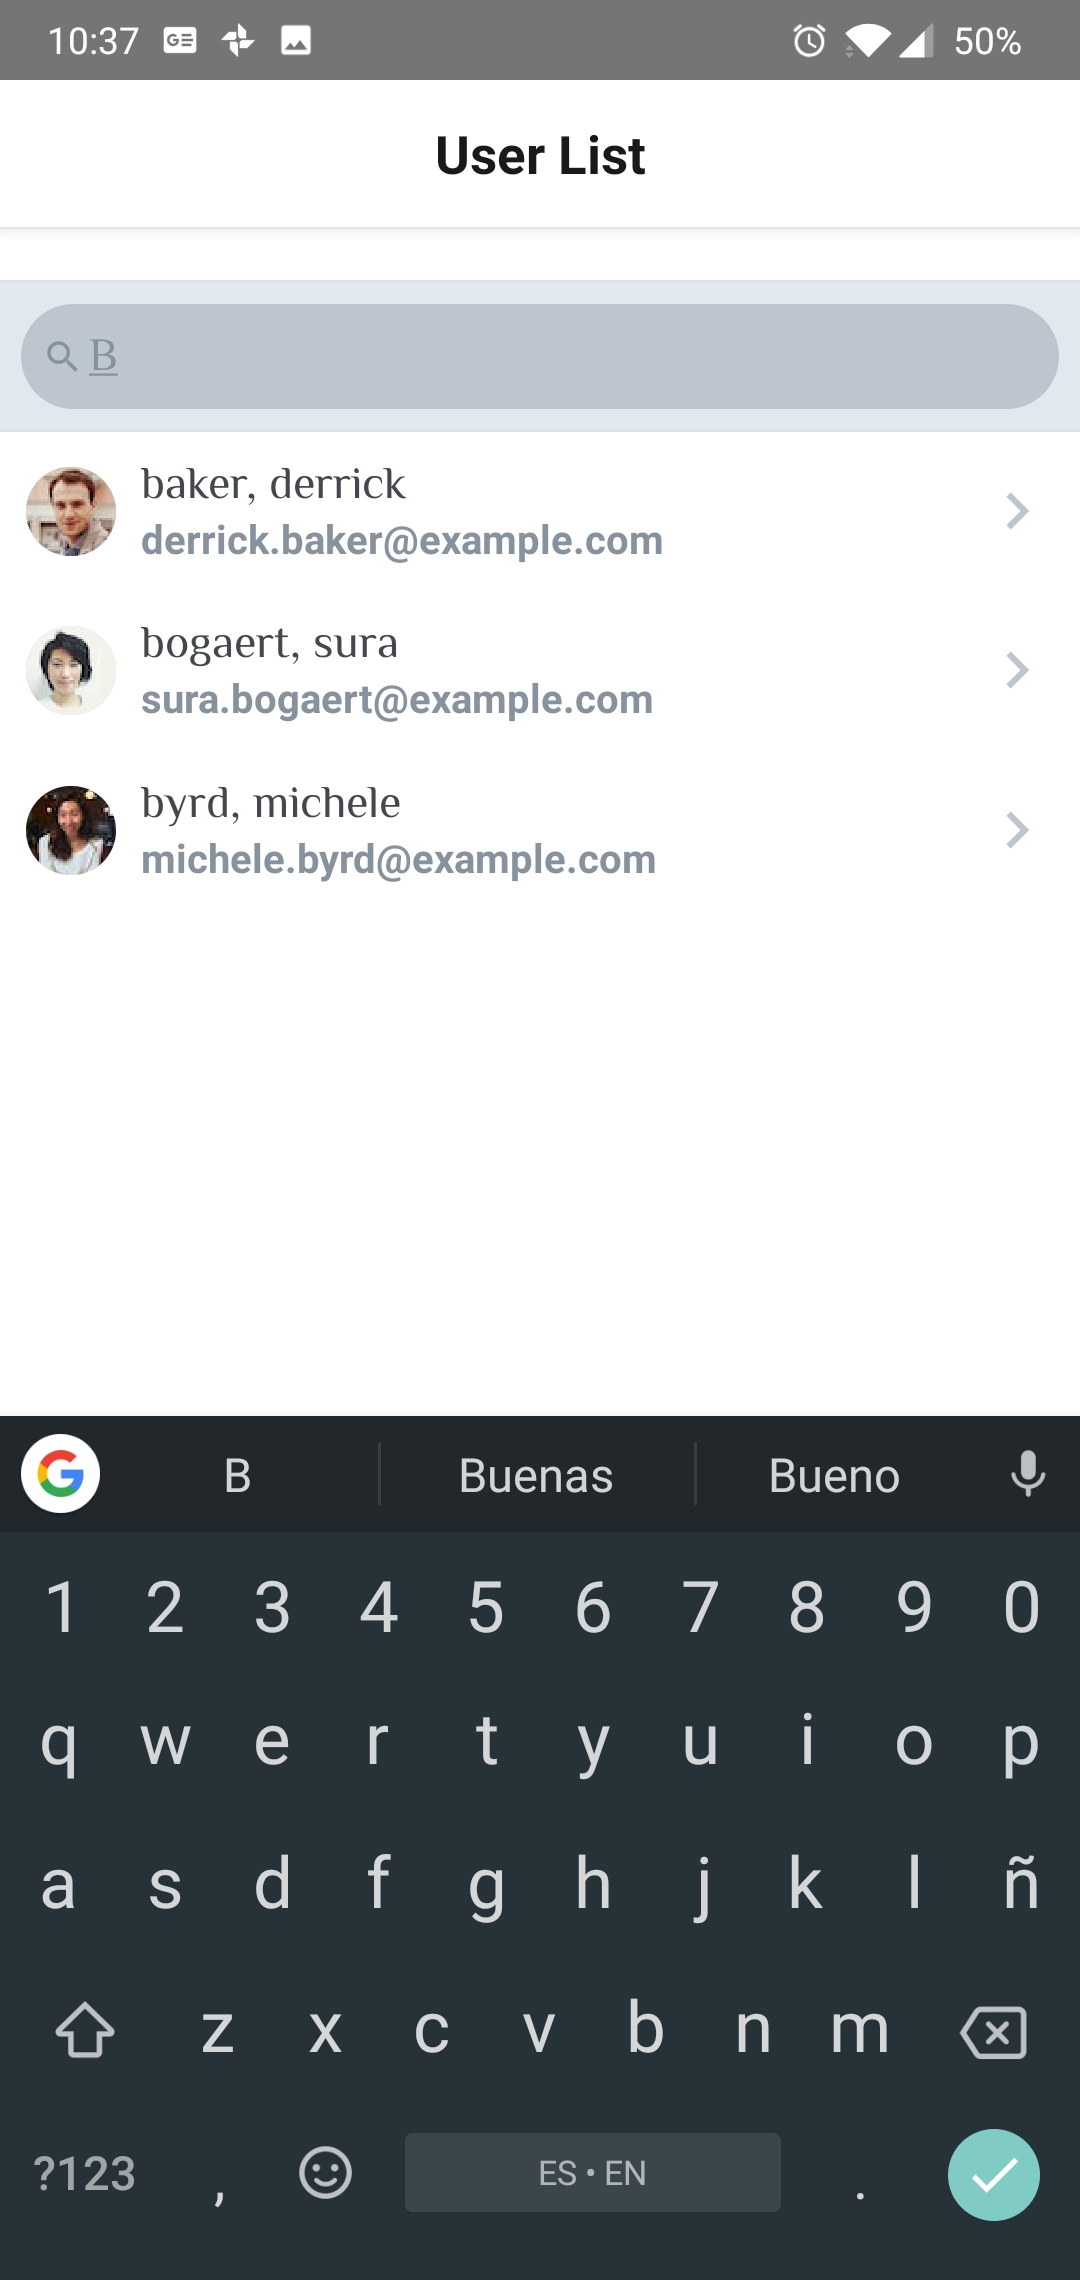 10:37 GE 50%
User List
B
baker, derrick
derrick.baker@example.com
bogaert, sura
sura.bogaert@example.com
byrd, michele
michele.byrd@example.com
G B Buenas Bueno
1 2 3 4 5 6 7 8 9 0
q w e r t y u i o p
a s d f g h j k l ñ
z x c v b n m
?123 , ES • EN .